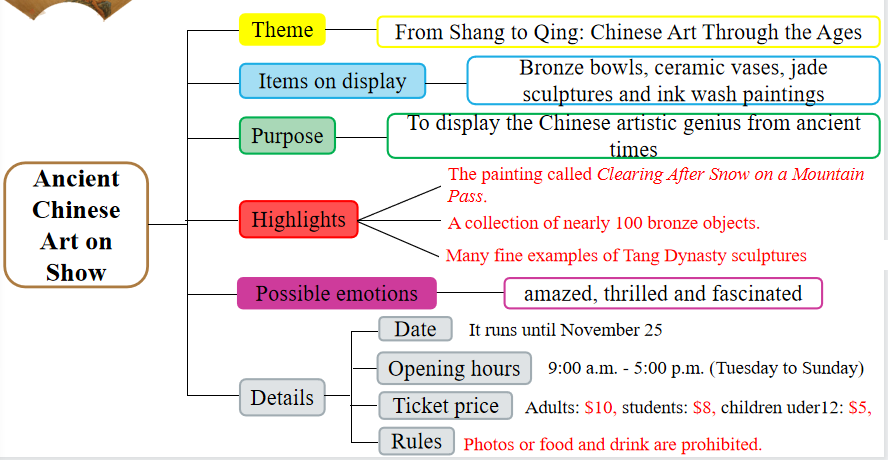 Theme
From Shang to Qing: Chinese Art Through the Ages
Items on display
Bronze bowls, ceramic vases, jade
sculptures and ink wash paintings
Purpose
To display the Chinese artistic genius from ancient
times
Ancient
Chinese
Art on
Show
Highlights
The painting called Clearing After Snow on a Mountain
Pass.
A collection of nearly 100 bronze objects.
Many fine examples of Tang Dynasty sculptures
Possible emotions
amazed, thrilled and fascinated
Details
Date
It runs until November 25
Opening hours
9:00 a.m. - 5:00 p.m. (Tuesday to Sunday)
Ticket price
Adults: $10, students: $8, children uder12: $5,
Rules
Photos or food and drink are prohibited.